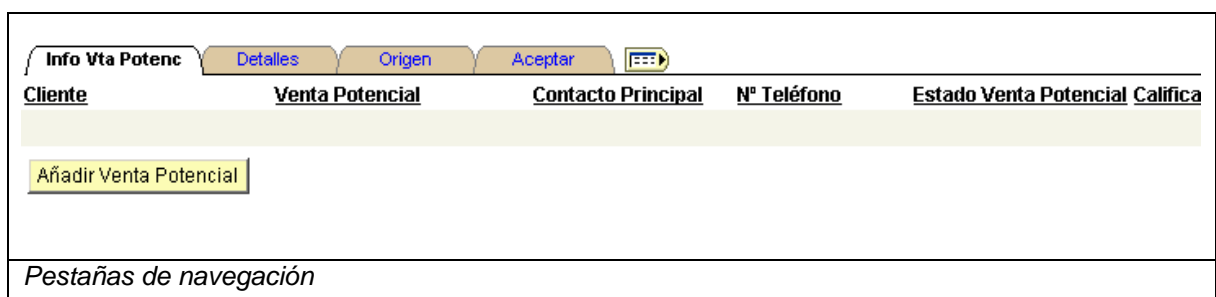 Info Vta Potenc Detalles Origen Aceptar
Cliente Venta Potencial Contacto Principal Nº Teléfono Estado Venta Potencial Califica
Añadir Venta Potencial
Pestañas de navegación